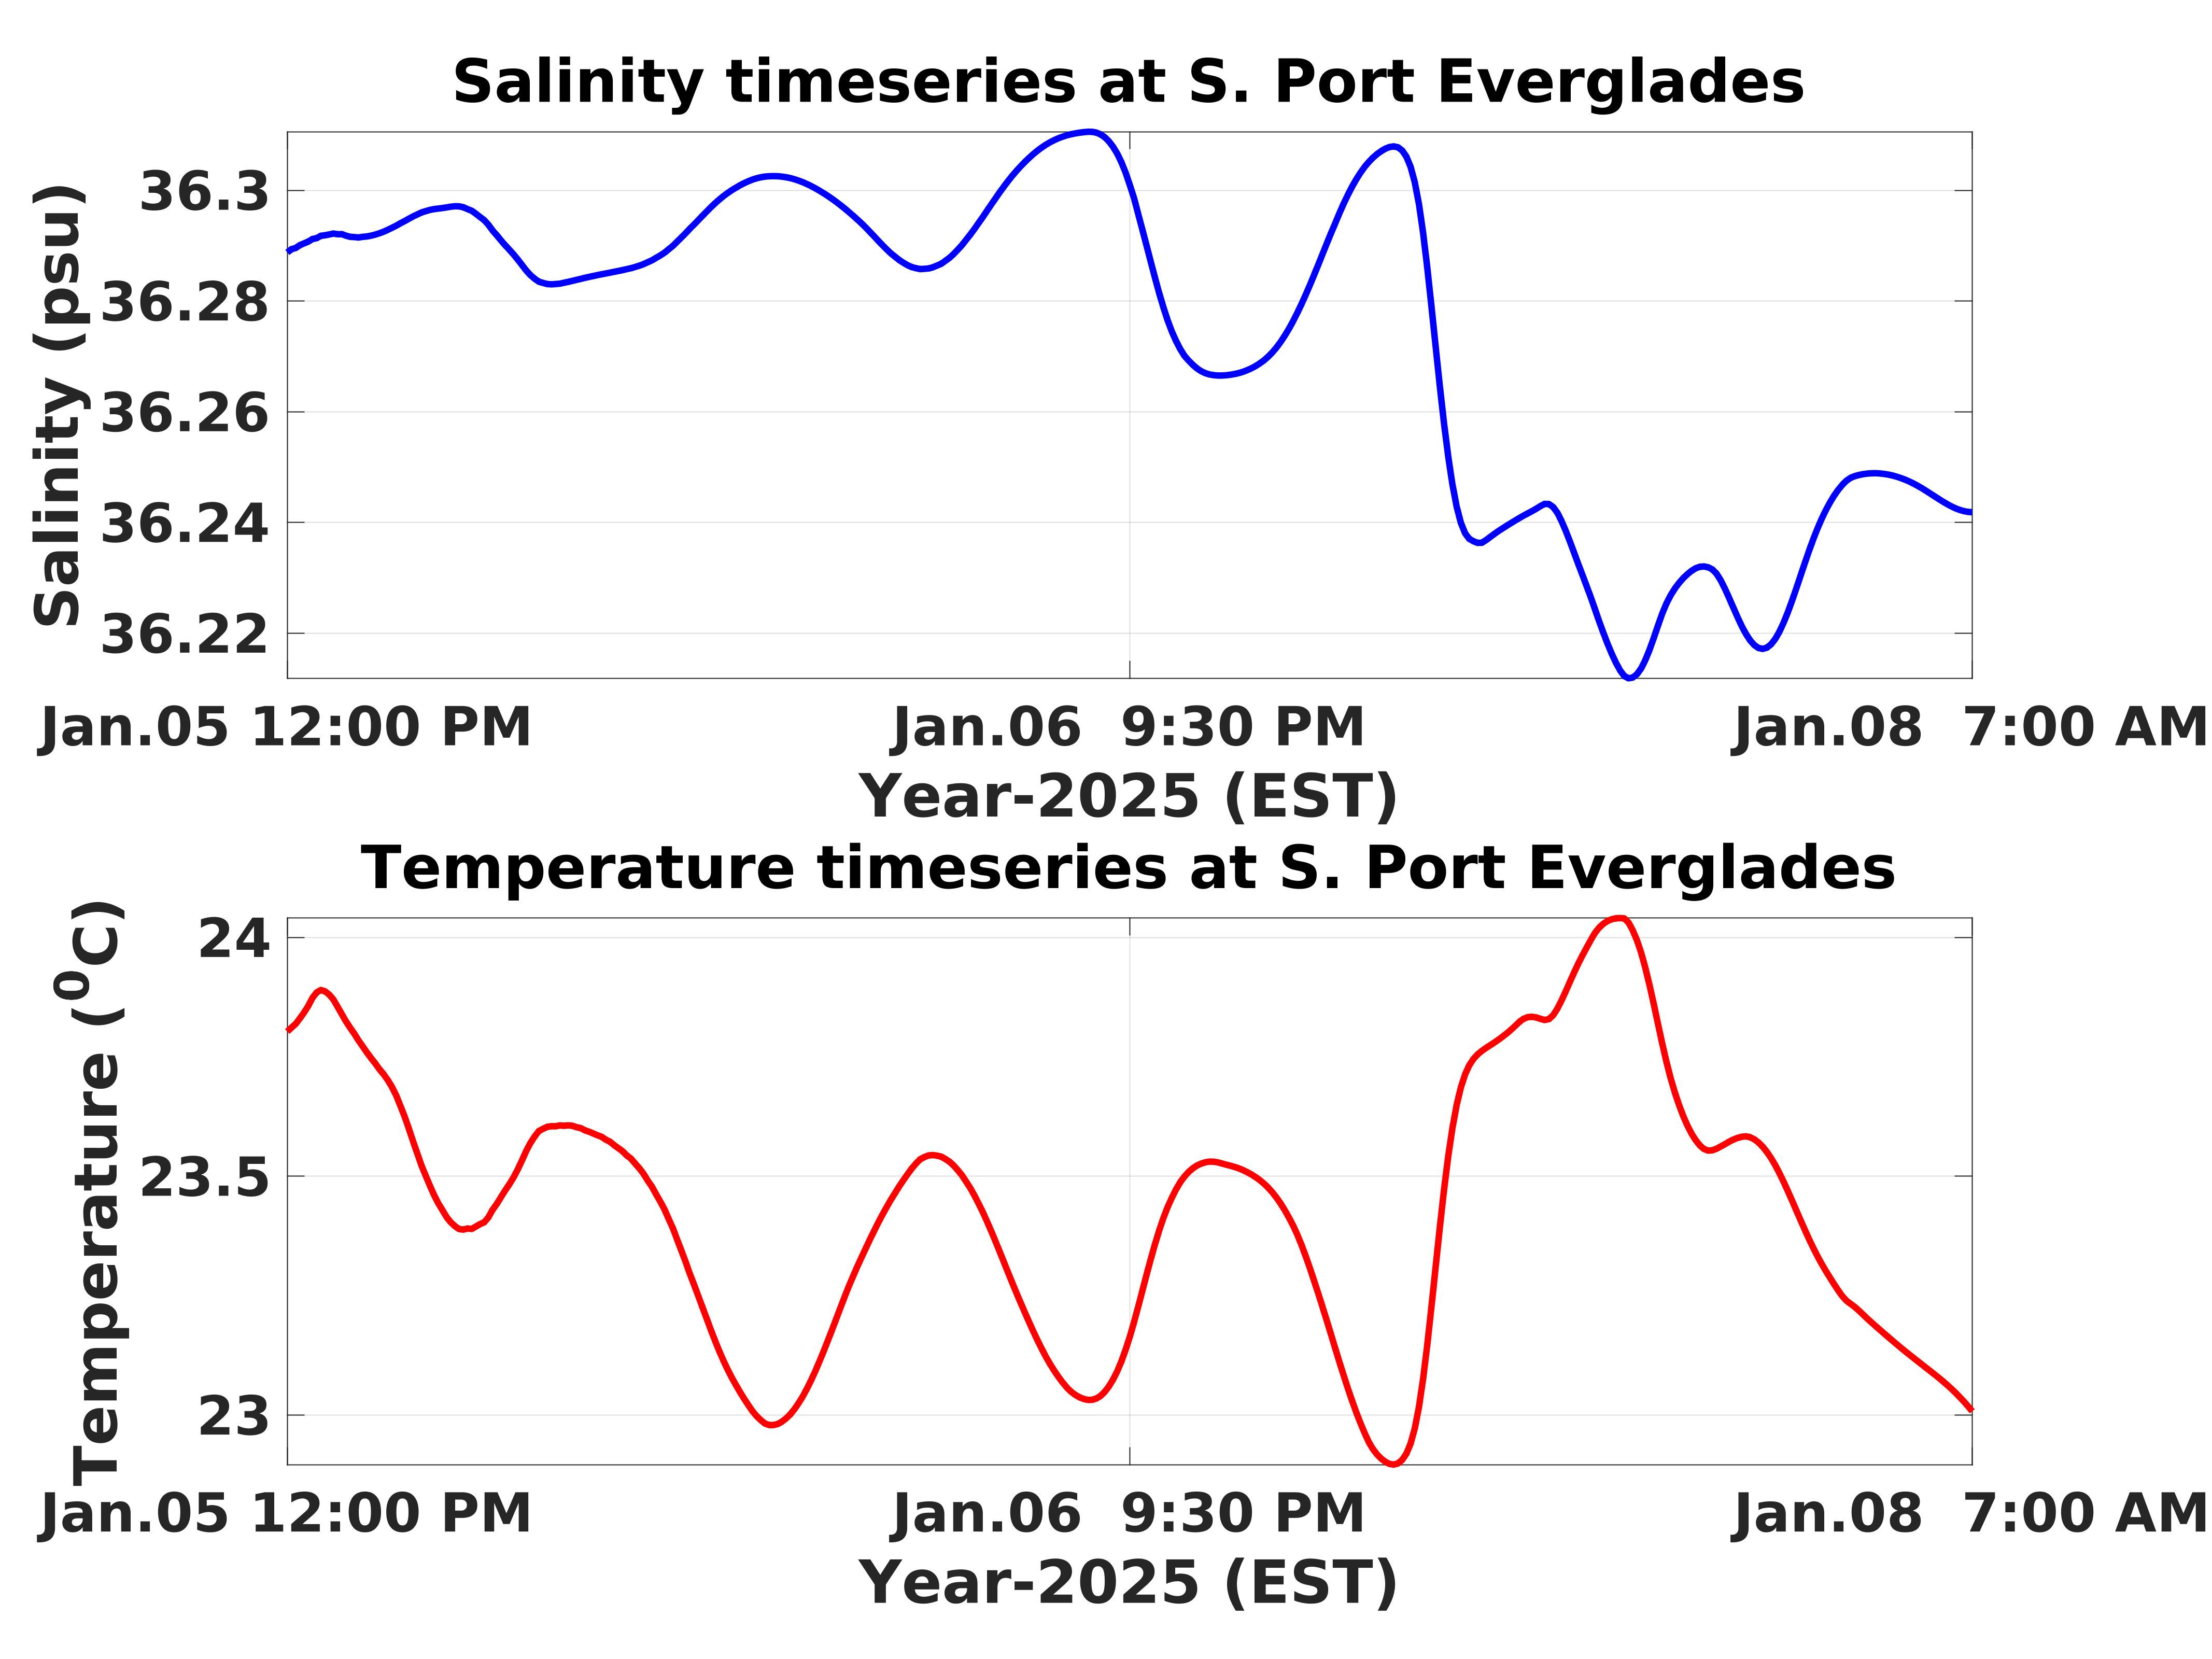 Salinity timeseries at S. Port Everglades
Salinity (psu)
36.3
36.28
36.26
36.24
36.22
Jan.05 12:00 PM Jan.06 9:30 PM Jan.08 7:00 AM
Year-2025 (EST)
Temperature timeseries at S. Port Everglades
Temperature (⁰C)
24
23.5
23
Jan.05 12:00 PM Jan.06 9:30 PM Jan.08 7:00 AM
Year-2025 (EST)